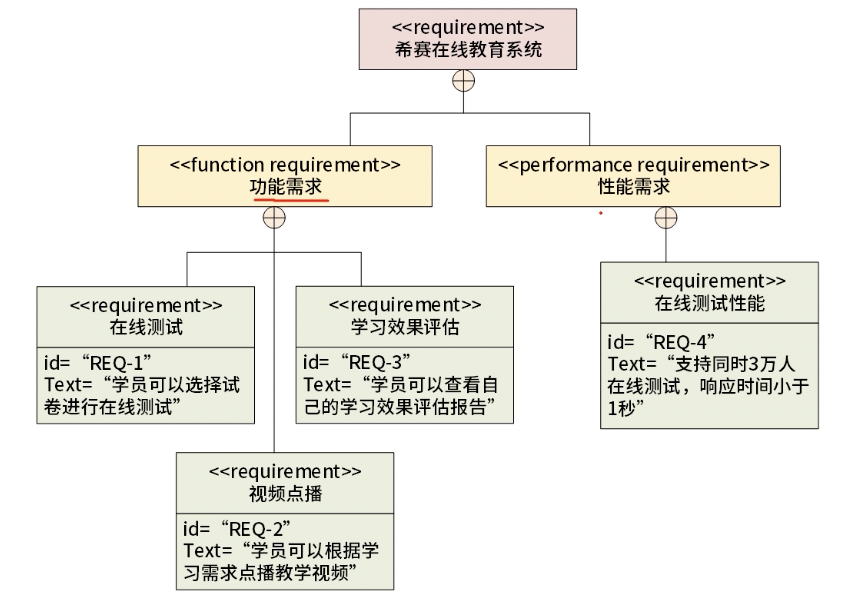 <<requirement>>
希赛在线教育系统
<<function requirement>>
功能需求
<<performance requirement>>
性能需求
<<requirement>>
在线测试
id=“REQ-1”
Text=“学员可以选择试
卷进行在线测试”
<<requirement>>
学习效果评估
id=“REQ-3”
Text=“学员可以查看自
己的学习效果评估报告”
<<requirement>>
在线测试性能
id=“REQ-4”
Text=“支持同时3万人
在线测试，响应时间小于
1秒”
<<requirement>>
视频点播
id=“REQ-2”
Text=“学员可以根据学
习需求点播教学视频”